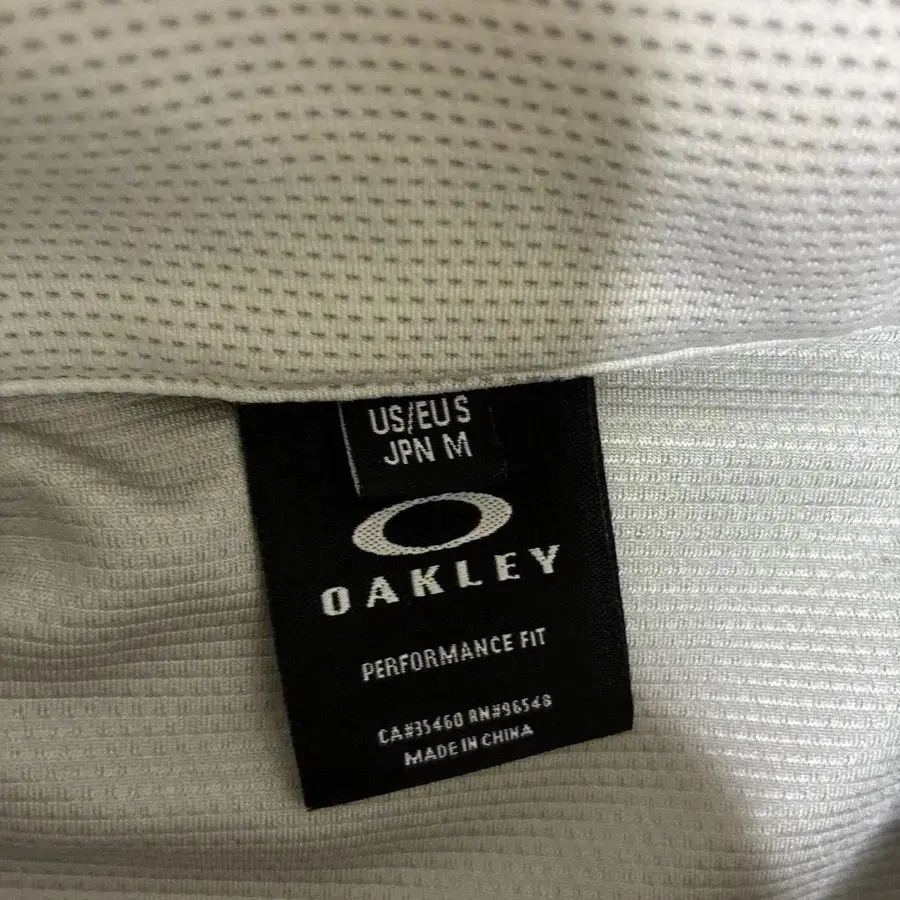 US/EU S
JPN M
OAKLEY
PERFORMANCE FIT
CA#35460 RN#96548
MADE IN CHINA